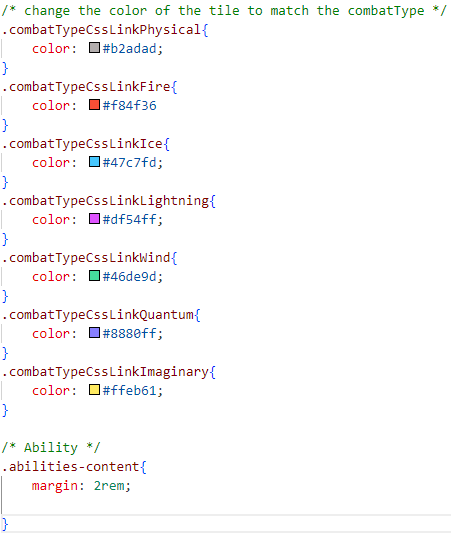 /* change the color of the tile to match the combatType */
.combatTypeCssLinkPhysical{
    color: #b2adad;
}
.combatTypeCssLinkFire{
    color: #f84f36
}
.combatTypeCssLinkIce{
    color: #47c7fd;
}
.combatTypeCssLinkLightning{
    color: #df54ff;
}
.combatTypeCssLinkWind{
    color: #46de9d;
}
.combatTypeCssLinkQuantum{
    color: #8880ff;
}
.combatTypeCssLinkImaginary{
    color: #ffeb61;
}

/* Ability */
.abilities-content{
    margin: 2rem;

}